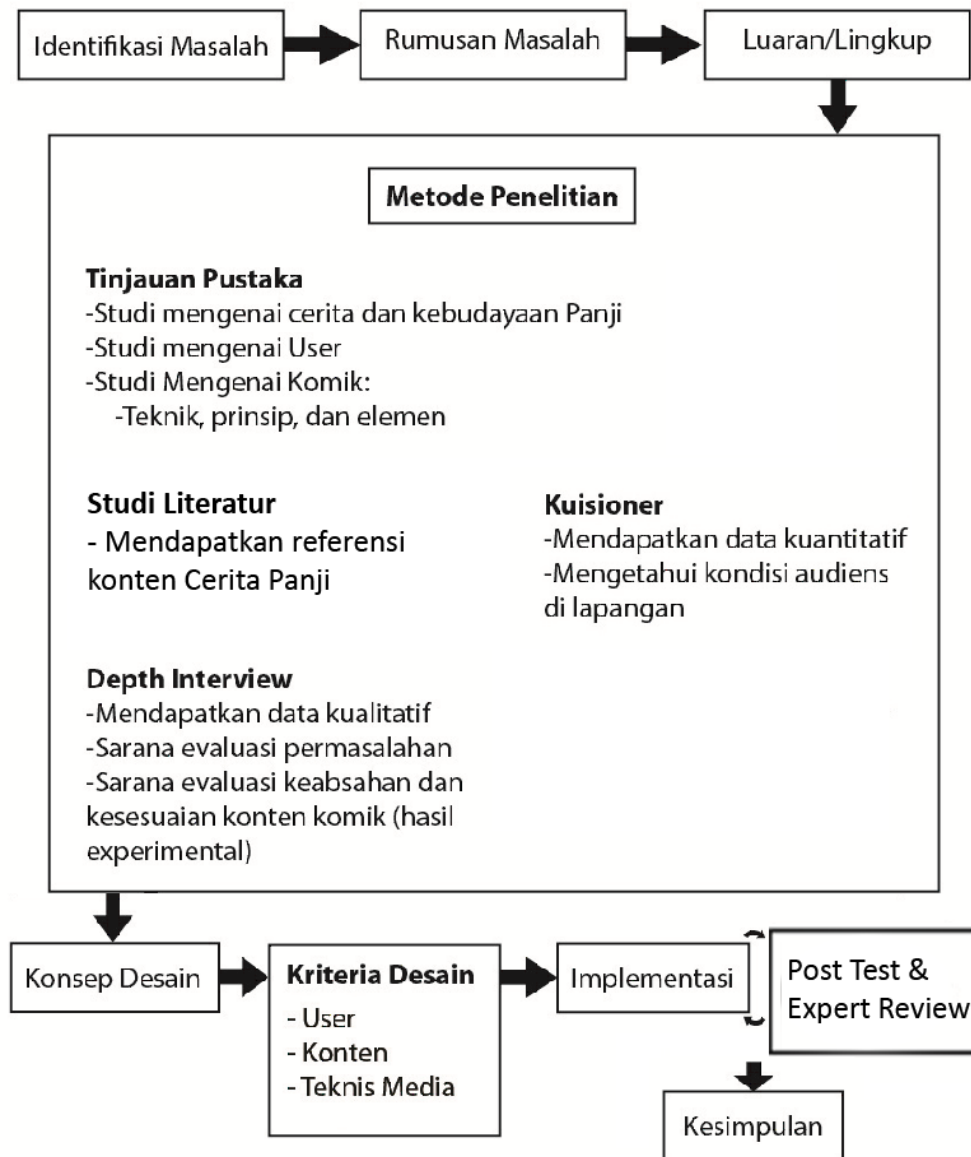 Identifikasi Masalah
Rumusan Masalah
Luaran/Lingkup
Metode Penelitian
Tinjauan Pustaka
-Studi mengenai cerita dan kebudayaan Panji
-Studi mengenai User
-Studi Mengenai Komik:
-Teknik, prinsip, dan elemen
Studi Literatur
- Mendapatkan referensi
konten Cerita Panji
Kuisioner
-Mendapatkan data kuantitatif
-Mengetahui kondisi audiens
di lapangan
Depth Interview
-Mendapatkan data kualitatif
-Sarana evaluasi permasalahan
-Sarana evaluasi keabsahan dan
kesesuaian konten komik (hasil
experimental)
Konsep Desain
Kriteria Desain
- User
- Konten
- Teknis Media
Implementasi
Post Test &
Expert Review
Kesimpulan